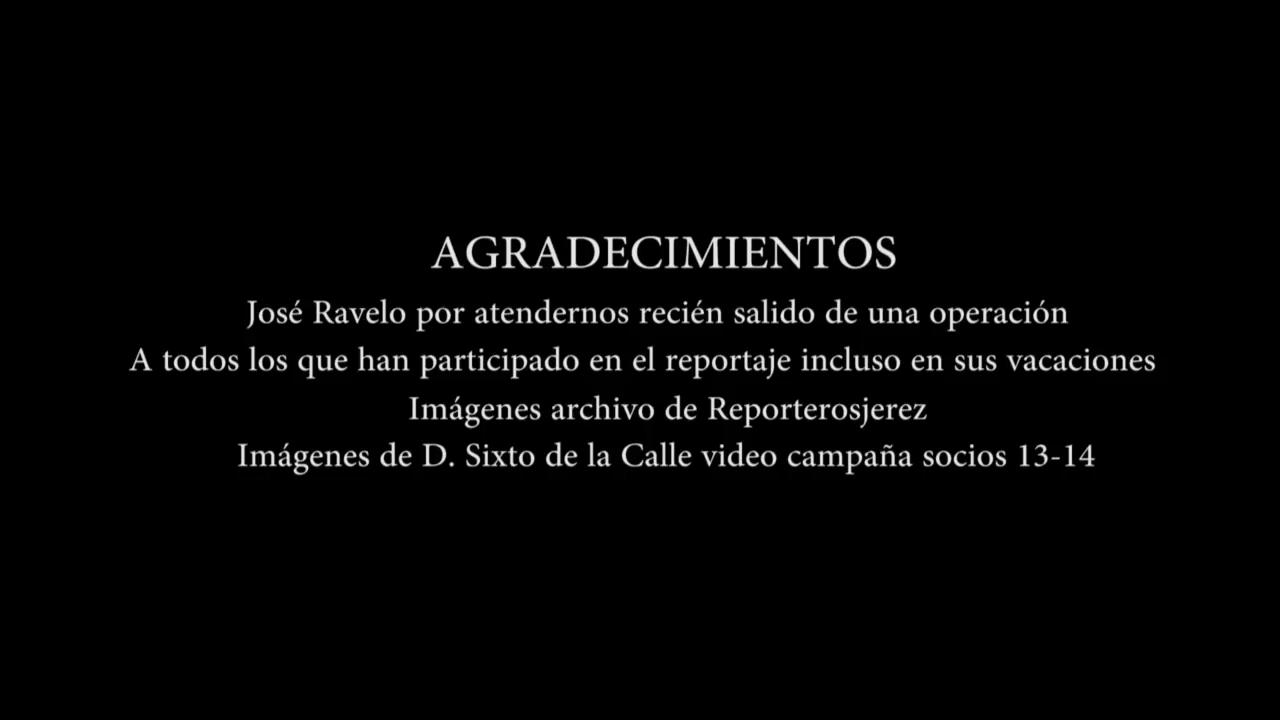 AGRADECIMIENTOS
José Ravelo por atendernos recién salido de una operación
A todos los que han participado en el reportaje incluso en sus vacaciones
Imágenes archivo de Reporterosjerez
Imágenes de D. Sixto de la Calle video campaña socios 13-14